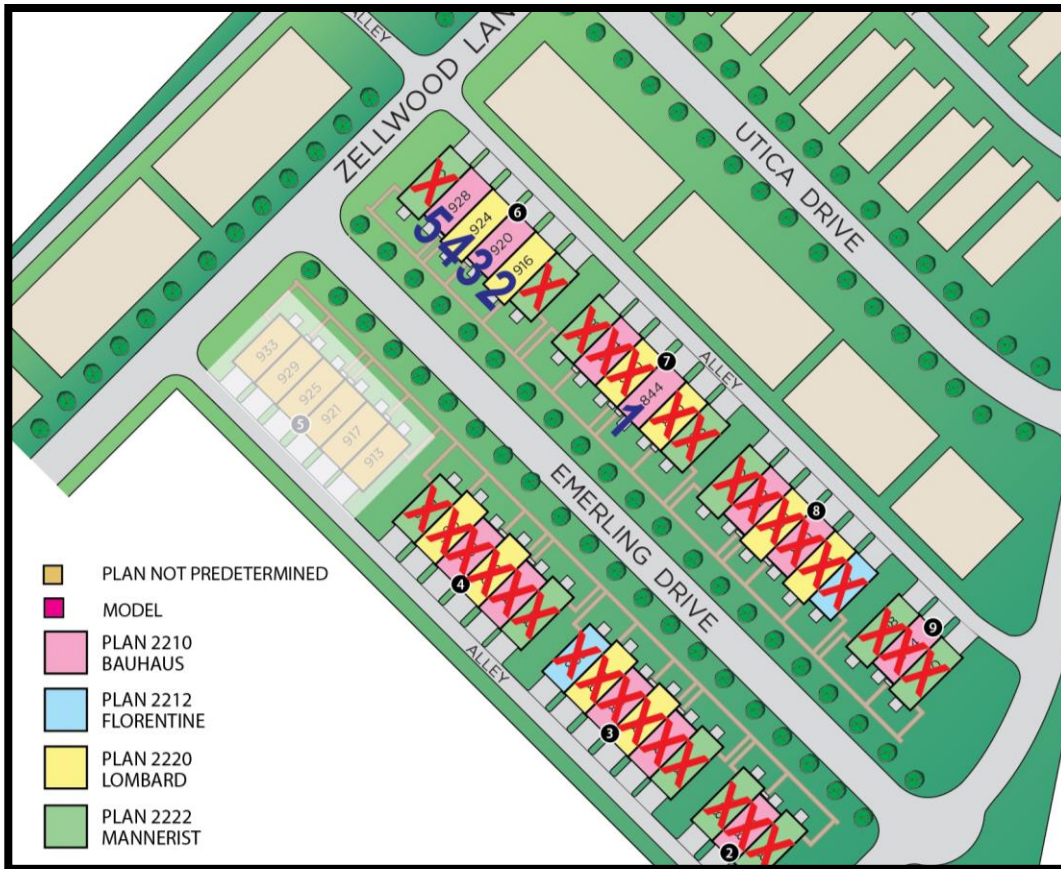 ALLEY
ZELLWOOD LAN
UTICA DRIVE
928
924
6
920
916
5
4
3
2
ALLEY
7
844
1
933
929
925
921
917
913
5
EMERLING DRIVE
8
4
9
ALLEY
3
2
PLAN NOT PREDETERMINED
MODEL
PLAN 2210
BAUHAUS
PLAN 2212
FLORENTINE
PLAN 2220
LOMBARD
PLAN 2222
MANNERIST